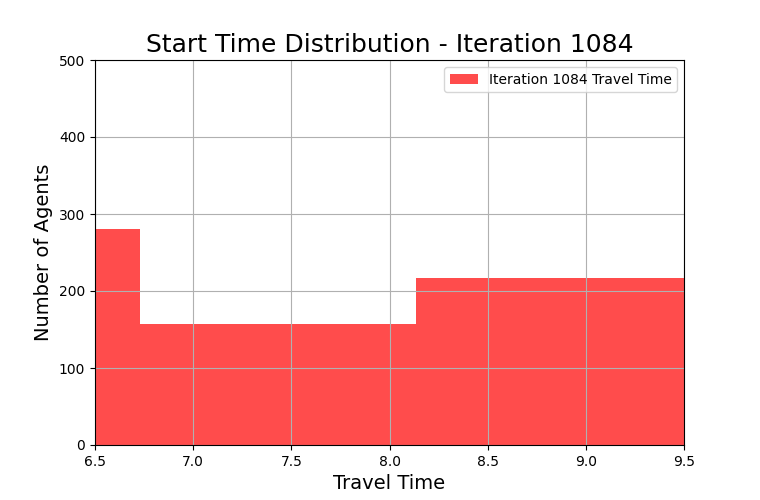 Start Time Distribution - Iteration 1084
500
400
300
200
100
0
Number of Agents
Iteration 1084 Travel Time
6.5 7.0 7.5 8.0 8.5 9.0 9.5
Travel Time